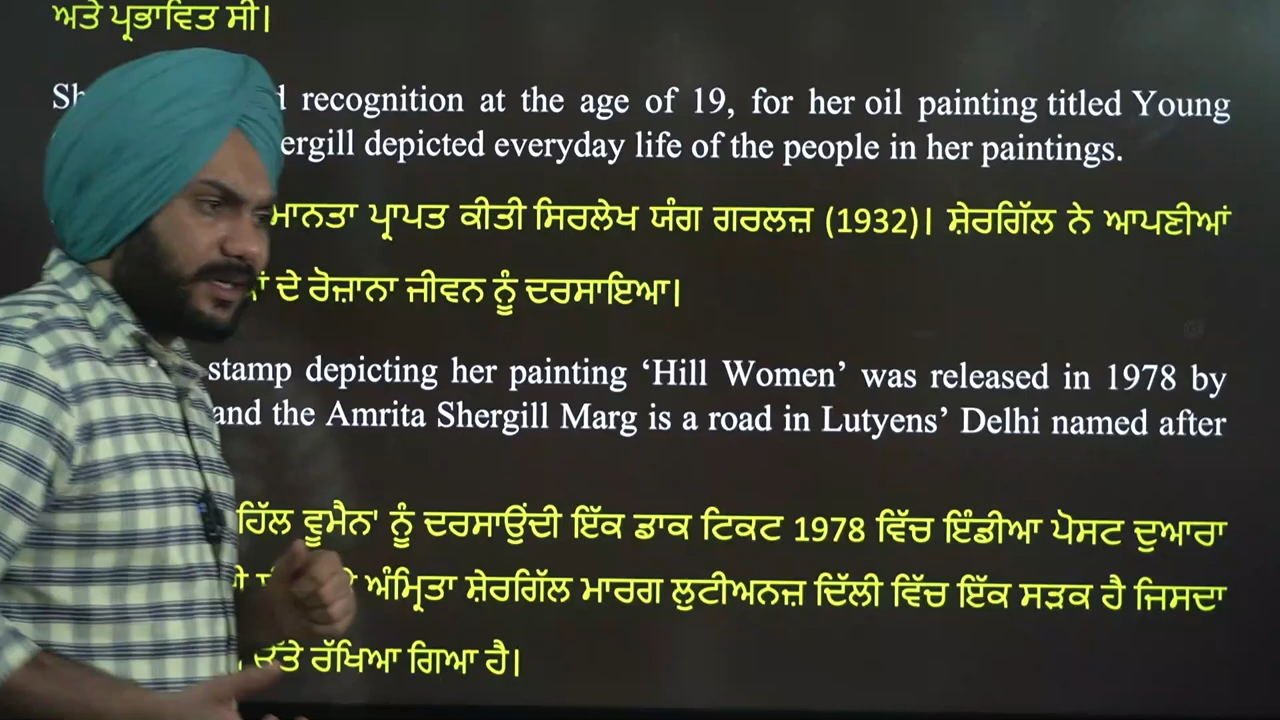 ਅਤੇ ਪ੍ਰਭਾਵਿਤ ਸੀ।
recognition at the age of 19, for her oil painting titled Young
depicted everyday life of the people in her paintings.
ਮਾਨਤਾ ਪ੍ਰਾਪਤ ਕੀਤੀ ਸਿਰਲੇਖ ਯੰਗ ਗਰਲਜ਼ (1932)। ਸ਼ੇਰਗਿੱਲ ਨੇ ਆਪਣੀਆਂ
ਦੇ ਰੋਜ਼ਾਨਾ ਜੀਵਨ ਨੂੰ ਦਰਸਾਇਆ।
stamp depicting her painting ‘Hill Women’ was released in 1978 by
and the Amrita Shergill Marg is a road in Lutyens’ Delhi named after
ਹਿੱਲ ਵੂਮੈਨ' ਨੂੰ ਦਰਸਾਉਂਦੀ ਇੱਕ ਡਾਕ ਟਿਕਟ 1978 ਵਿੱਚ ਇੰਡੀਆ ਪੋਸਟ ਦੁਆਰਾ
ਅੰਮ੍ਰਿਤਾ ਸ਼ੇਰਗਿੱਲ ਮਾਰਗ ਲੁਟੀਅਨਜ਼ ਦਿੱਲੀ ਵਿੱਚ ਇੱਕ ਸੜਕ ਹੈ ਜਿਸਦਾ
ਰੱਖਿਆ ਗਿਆ ਹੈ।